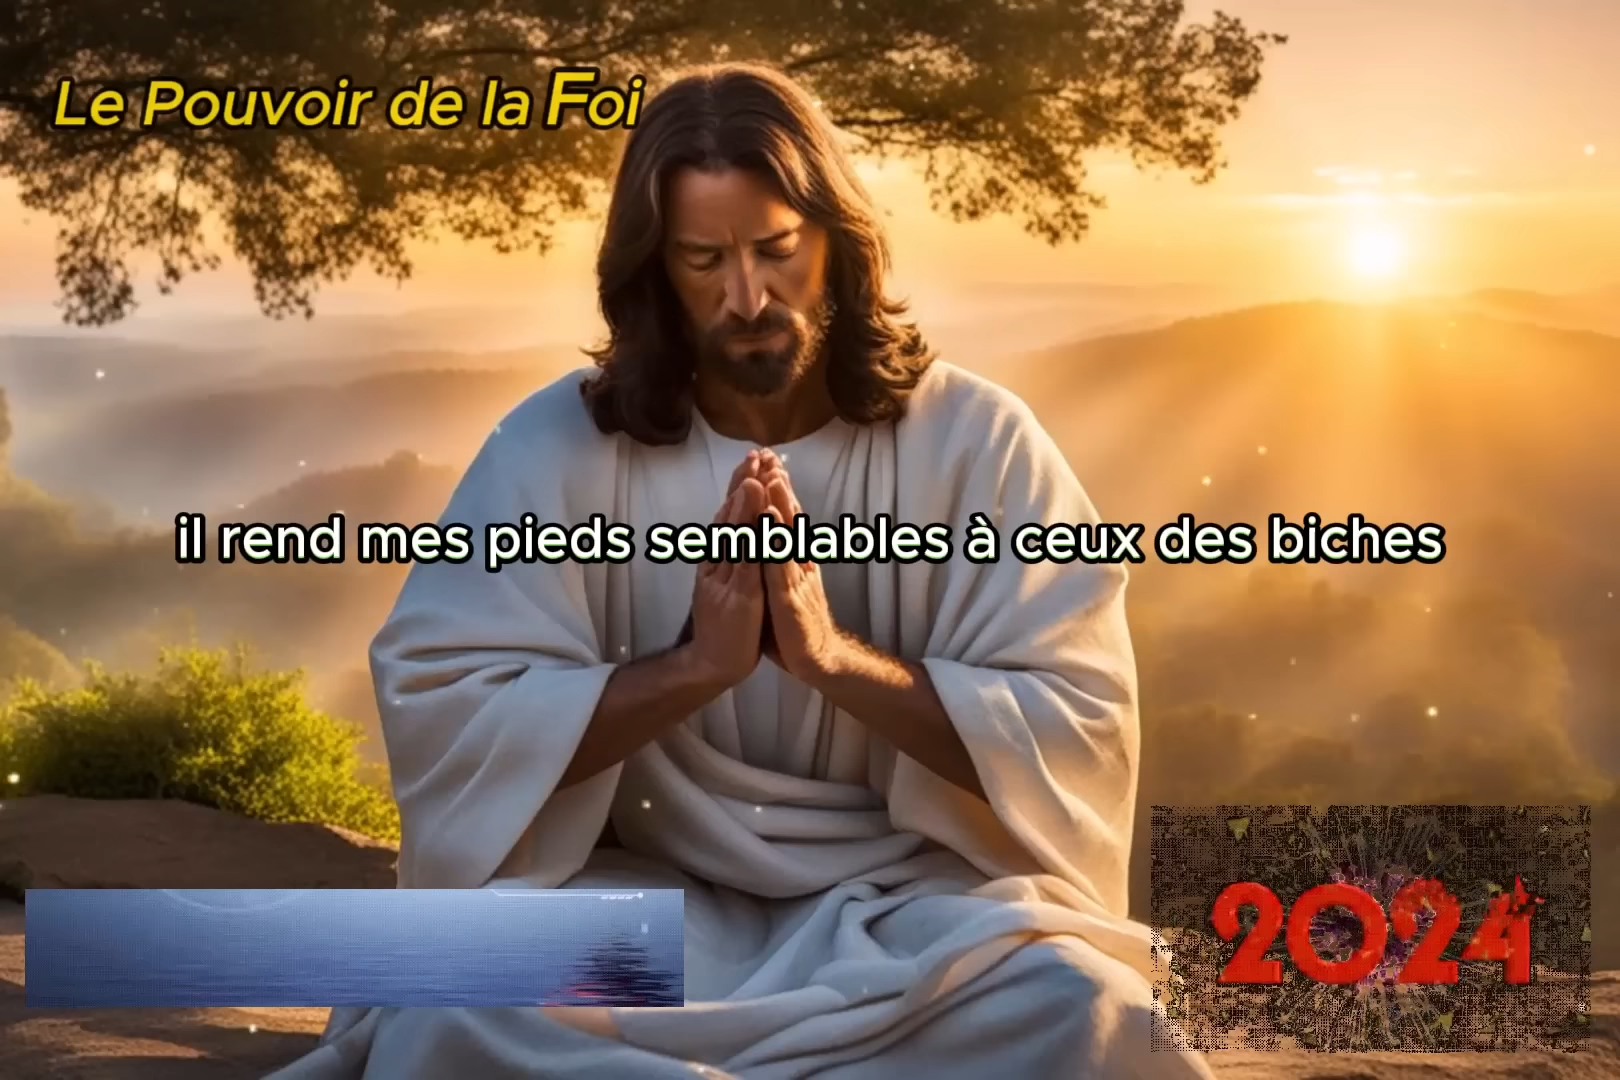 Le Pouvoir de la Foi
il rend mes pieds semblables à ceux des biches
2024